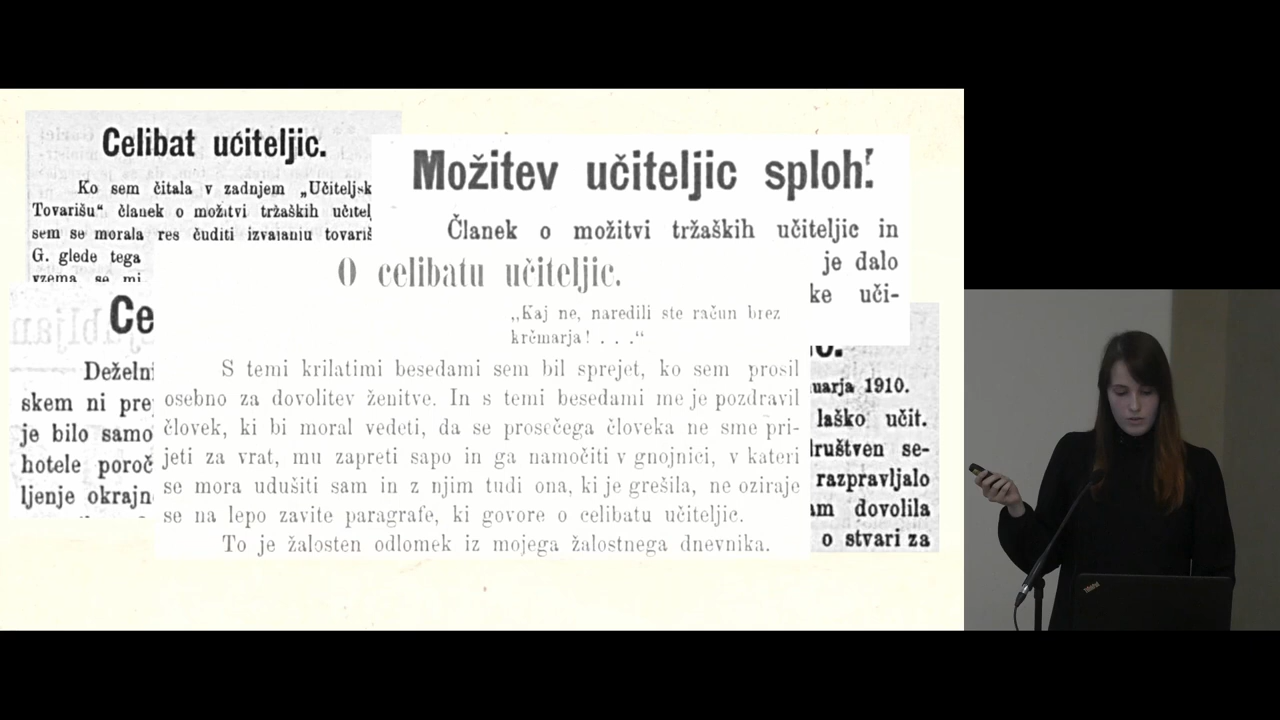 Celibat učiteljic.
Ko sem čitala v zadnjem „Učiteljsk
Tovarišu“ članek o možitvi tržaških učitelj
sem se morala res čuditi izvajanju tovariš
G. glede tega
vzema se mi
Možitev učiteljic sploh!
Članek o možitvi tržaških učiteljic in
je dalo
ke uči-
O celibatu učiteljic.
„Kaj ne, naredili ste račun brez
krčmarja! . . .“
S temi krilatimi besedami sem bil sprejet, ko sem prosil
osebno za dovolitev ženitve. In s temi besedami me je pozdravil
človek, ki bi moral vedeti, da se prosečega človeka ne sme pri-
jeti za vrat, mu zapreti sapo in ga namočiti v gnojnici, v kateri
se mora udušiti sam in z njim tudi ona, ki je grešila, ne oziraje
se na lepo zavite paragrafe, ki govore o celibatu učiteljic.
To je žalosten odlomek iz mojega žalostnega dnevnika.
Ce
Deželni
skem ni pre
je bilo samo
hotele poroč
ljenje okrajn
uarja 1910.
laško učit.
društven se-
razpravljalo
am dovolila
o stvari za